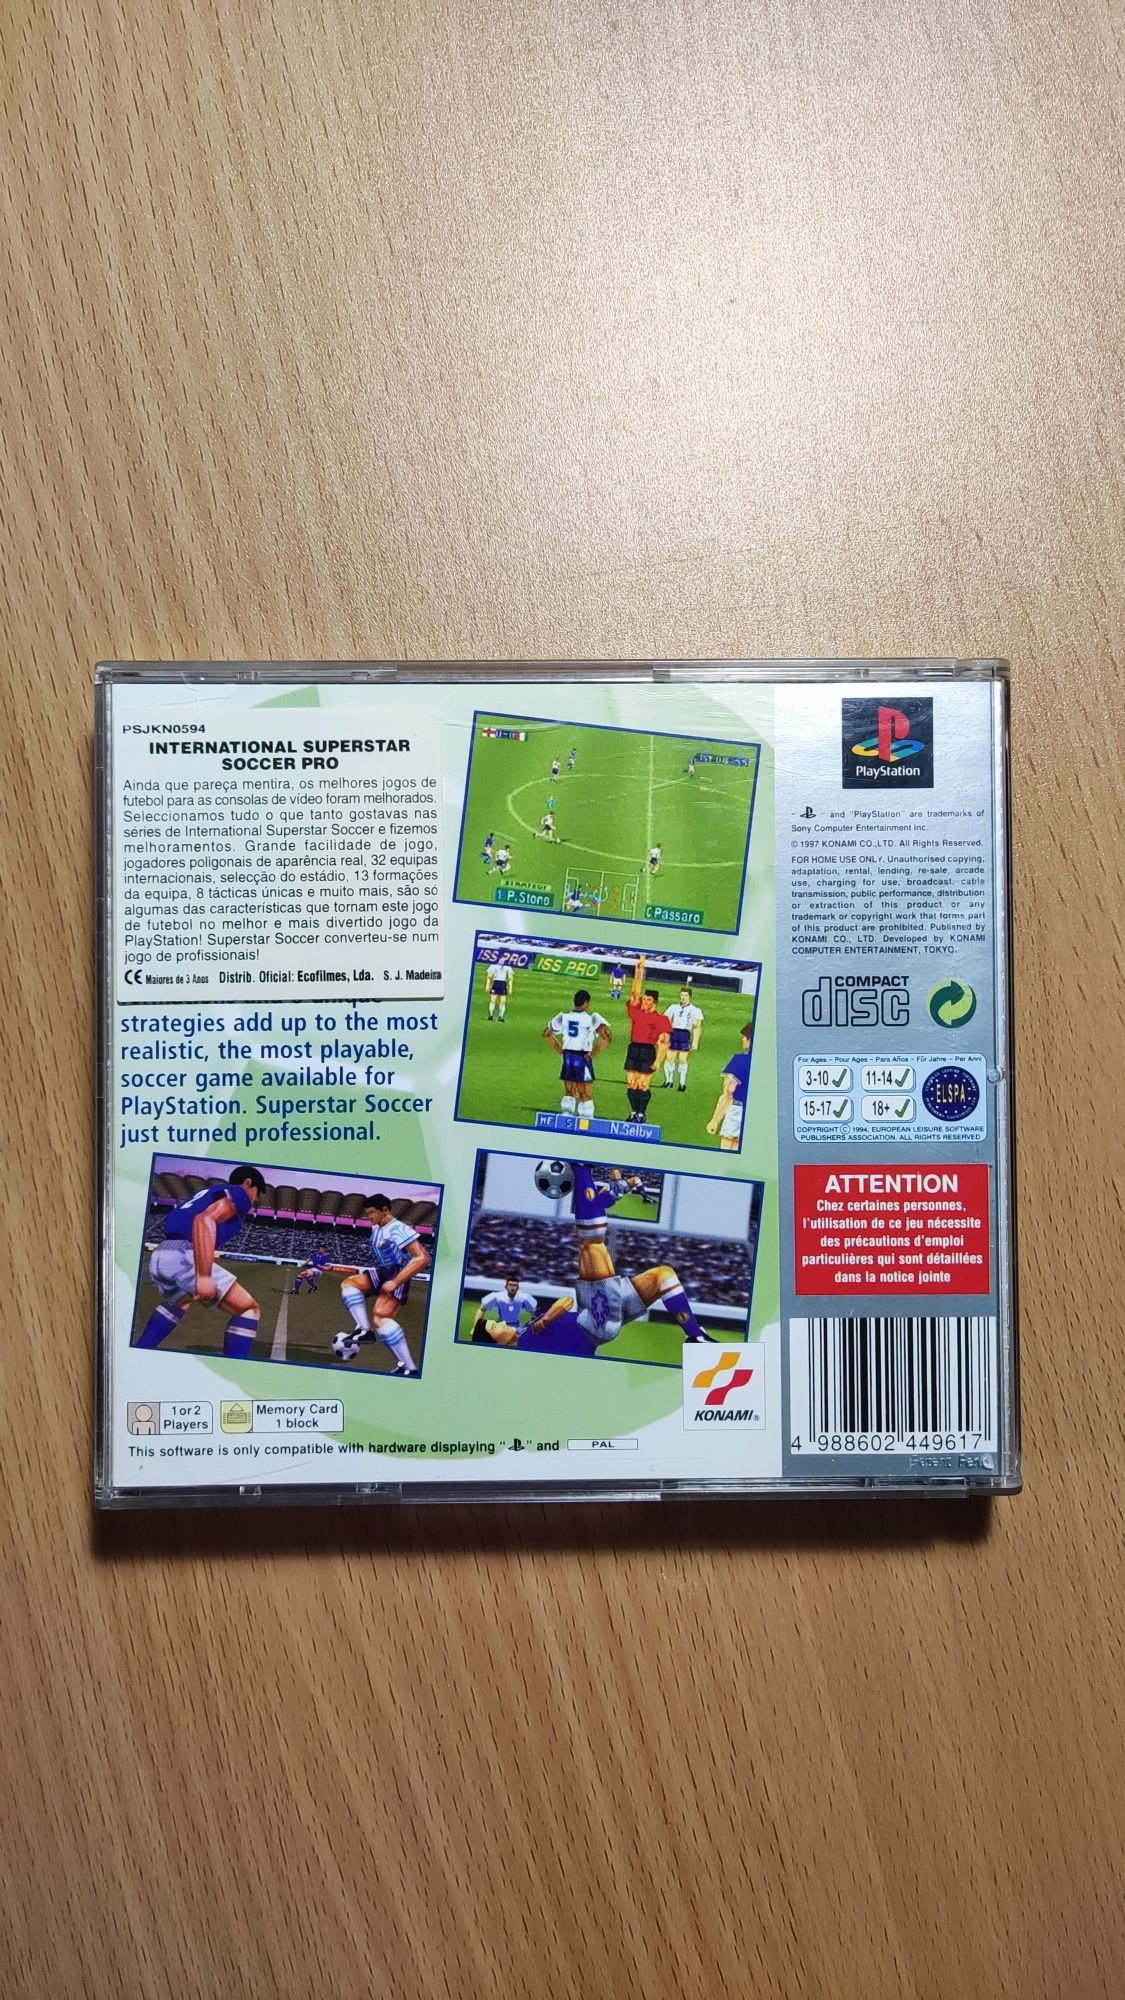 PSJKN0594
INTERNATIONAL SUPERSTAR
SOCCER PRO
Ainda que pareça mentira, os melhores jogos de
futebol para as consolas de vídeo foram melhorados.
Seleccionamos tudo o que tanto gostavas nas
séries de International Superstar Soccer e fizemos
melhoramentos. Grande facilidade de jogo,
jogadores poligonais de aparência real, 32 equipas
internacionais, selecção do estádio, 13 formações
da equipa, 8 tácticas únicas e muito mais, são só
algumas das características que tornam este jogo
de futebol no melhor e mais divertido jogo da
PlayStation! Superstar Soccer converteu-se num
jogo de profissionais!
CE Maiores de 3 Anos Distrib. Oficial: Ecofilmes, Lda. S. J. Madeira
strategies add up to the most
realistic, the most playable,
soccer game available for
PlayStation. Superstar Soccer
just turned professional.
STRATEGY
1 P.Stono
C Passaro
ISS PRO ISS PRO
5
MF 5 N.Selby
KONAMI®
1 or 2
Players
Memory Card
1 block
This software is only compatible with hardware displaying " " and PAL
PlayStation
" " and "PlayStation" are trademarks of
Sony Computer Entertainment Inc.
© 1997 KONAMI CO.,LTD. All Rights Reserved.
FOR HOME USE ONLY. Unauthorised copying,
adaptation, rental, lending, re-sale, arcade
use, charging for use, broadcast, cable
transmission, public performance, distribution
or extraction of this product or any
trademark or copyright work that forms part
of this product are prohibited. Published by
KONAMI CO., LTD. Developed by KONAMI
COMPUTER ENTERTAINMENT, TOKYO.
COMPACT
disc
For Ages - Pour Ages - Para Años - Für Jahre - Per Anni
3-10 11-14
15-17 18+
ELSPA
COPYRIGHT © 1994, EUROPEAN LEISURE SOFTWARE
PUBLISHERS ASSOCIATION. ALL RIGHTS RESERVED
ATTENTION
Chez certaines personnes,
l'utilisation de ce jeu nécessite
des précautions d'emploi
particulières qui sont détaillées
dans la notice jointe
4 988602 449617